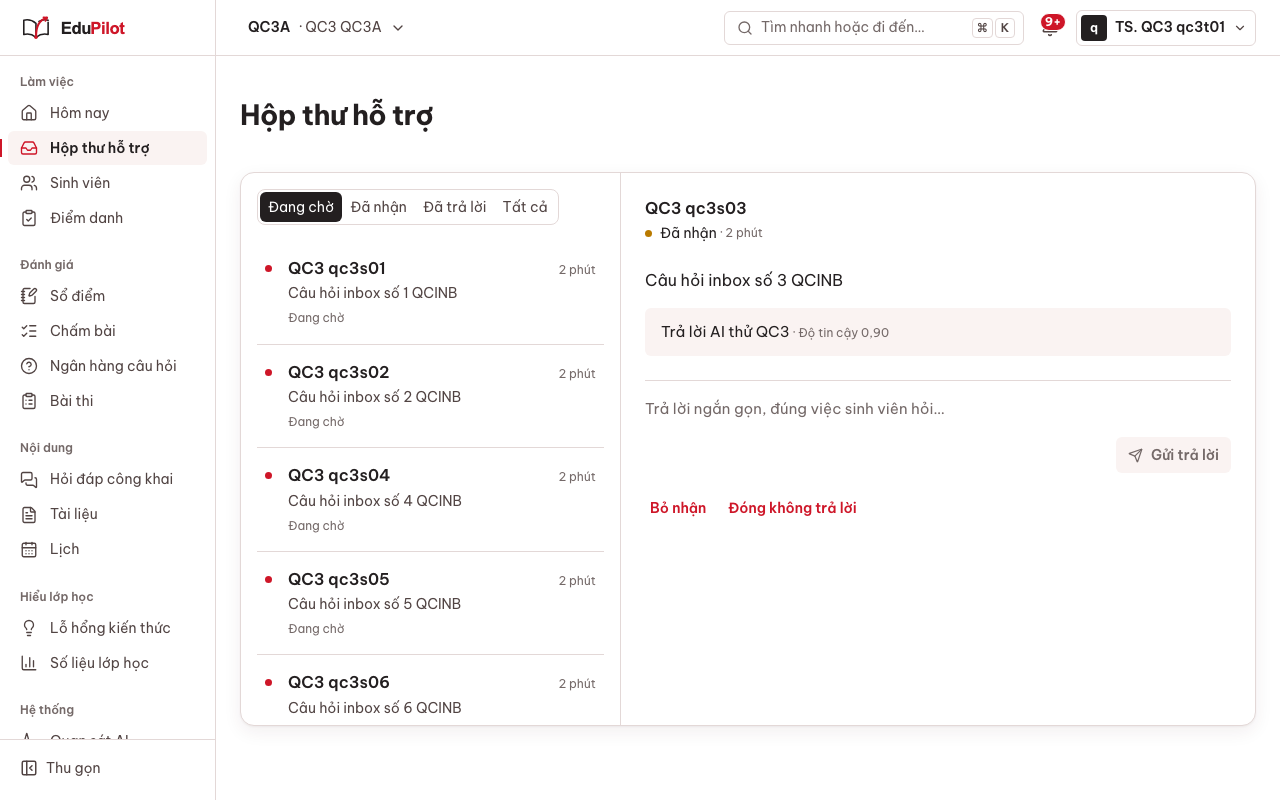 EduPilot
QC3A · QC3 QC3A
Tìm nhanh hoặc đi đến... ⌘ K
9+
q TS. QC3 qc3t01
Làm việc
Hôm nay
Hộp thư hỗ trợ
Sinh viên
Điểm danh
Đánh giá
Sổ điểm
Chấm bài
Ngân hàng câu hỏi
Bài thi
Nội dung
Hỏi đáp công khai
Tài liệu
Lịch
Hiểu lớp học
Lỗ hổng kiến thức
Số liệu lớp học
Hệ thống
Thu gọn
Hộp thư hỗ trợ
Đang chờ Đã nhận Đã trả lời Tất cả
QC3 qc3s01 2 phút
Câu hỏi inbox số 1 QCINB
Đang chờ
QC3 qc3s02 2 phút
Câu hỏi inbox số 2 QCINB
Đang chờ
QC3 qc3s04 2 phút
Câu hỏi inbox số 4 QCINB
Đang chờ
QC3 qc3s05 2 phút
Câu hỏi inbox số 5 QCINB
Đang chờ
QC3 qc3s06 2 phút
Câu hỏi inbox số 6 QCINB
QC3 qc3s03
Đã nhận · 2 phút
Câu hỏi inbox số 3 QCINB
Trả lời AI thử QC3 · Độ tin cậy 0,90
Trả lời ngắn gọn, đúng việc sinh viên hỏi...
Gửi trả lời
Bỏ nhận Đóng không trả lời